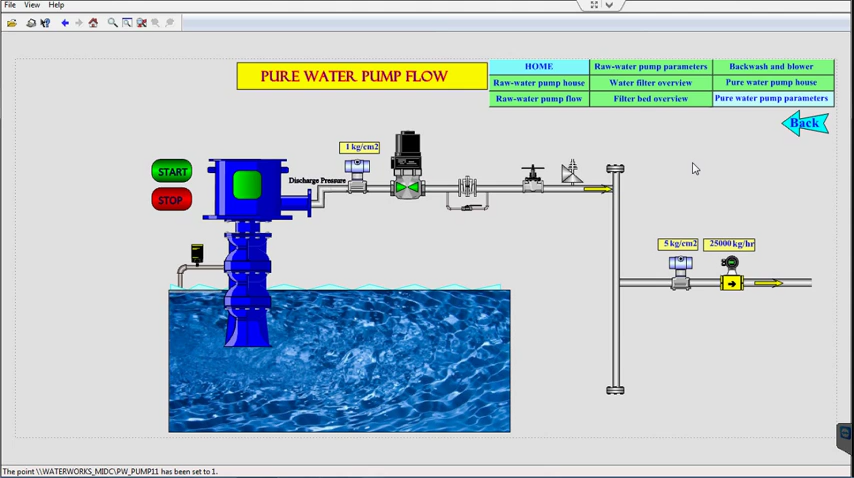 File View Help
PURE WATER PUMP FLOW
HOME Raw-water pump parameters Backwash and blower
Raw-water pump house Water filter overview Pure water pump house
Raw-water pump flow Filter bed overview Pure water pump parameters
Back
1 kg/cm2
START
Discharge Pressure
STOP
5 kg/cm2 25000 kg/hr
The point \\WATERWORKS_MIDC\PW_PUMP11 has been set to 1.